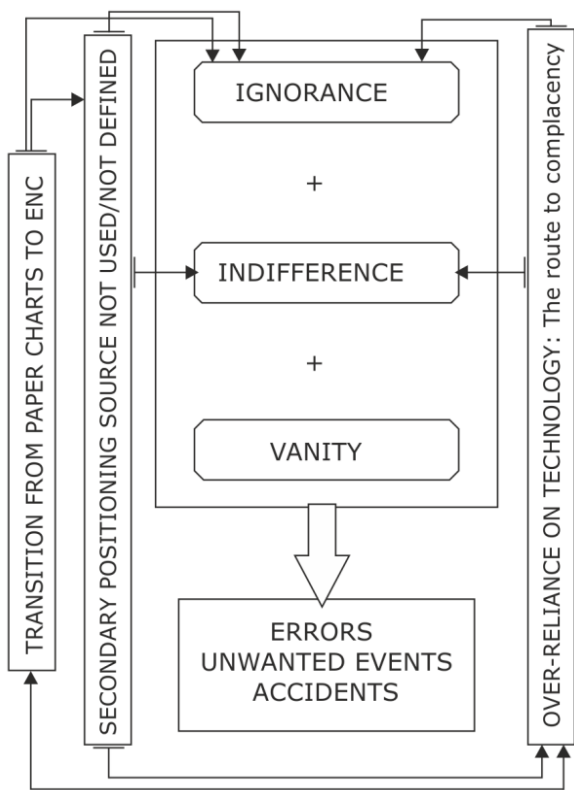 TRANSITION FROM PAPER CHARTS TO ENC
SECONDARY POSITIONING SOURCE NOT USED/NOT DEFINED
IGNORANCE
+
INDIFFERENCE
+
VANITY
ERRORS
UNWANTED EVENTS
ACCIDENTS
OVER-RELIANCE ON TECHNOLOGY: The route to complacency